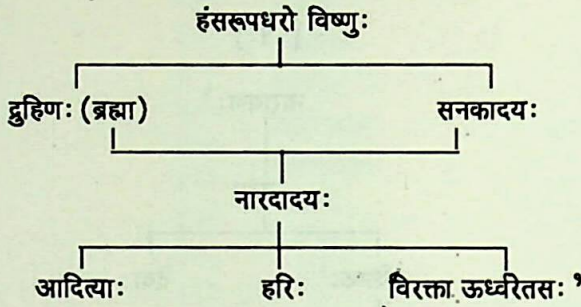 हंसरूपधरो विष्णुः
द्रुहिणः (ब्रह्मा) सनकादयः
नारदादयः
आदित्याः हरिः विरक्ता ऊर्ध्वरेतसः